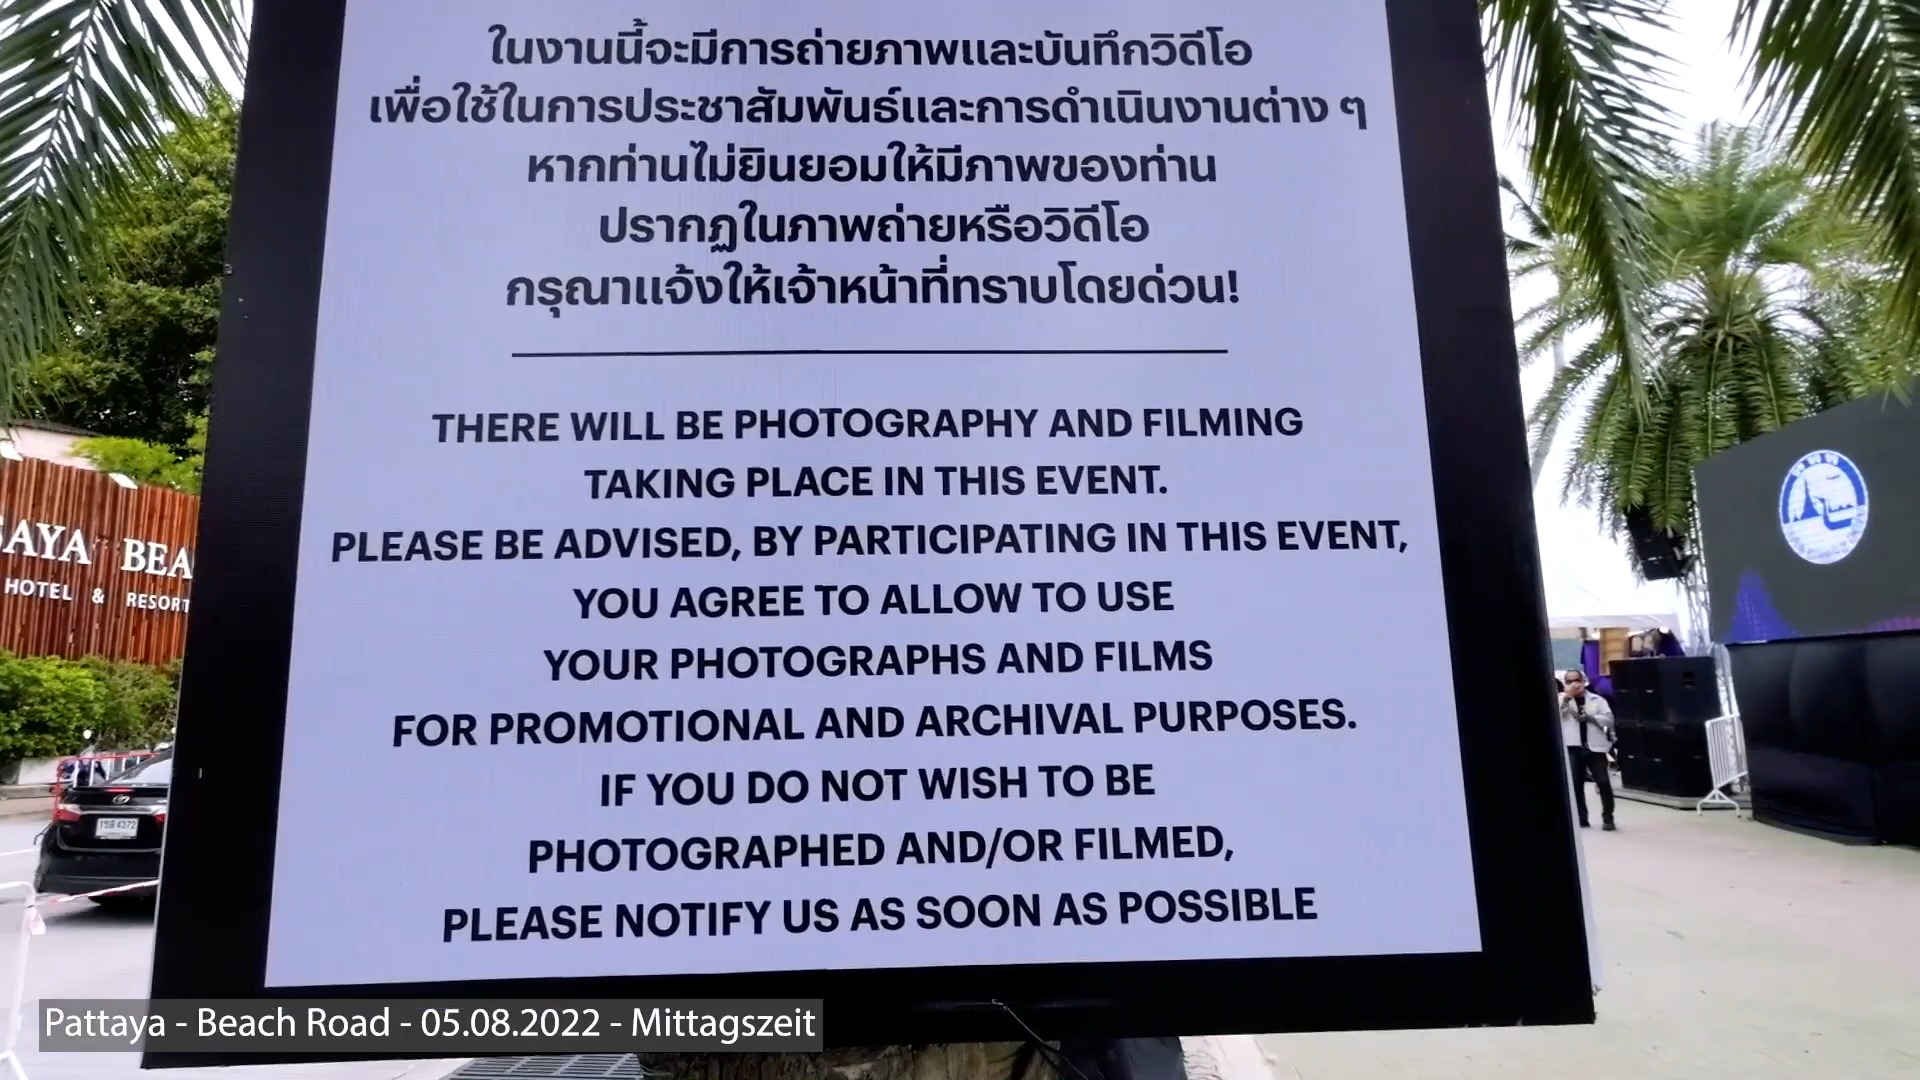 ในงานนี้จะมีการถ่ายภาพและบันทึกวิดีโอ
เพื่อใช้ในการประชาสัมพันธ์และการดำเนินงานต่าง ๆ
หากท่านไม่ยินยอมให้มีภาพของท่าน
ปรากฏในภาพถ่ายหรือวิดีโอ
กรุณาแจ้งให้เจ้าหน้าที่ทราบโดยด่วน!
THERE WILL BE PHOTOGRAPHY AND FILMING
TAKING PLACE IN THIS EVENT.
PLEASE BE ADVISED, BY PARTICIPATING IN THIS EVENT,
YOU AGREE TO ALLOW TO USE
YOUR PHOTOGRAPHS AND FILMS
FOR PROMOTIONAL AND ARCHIVAL PURPOSES.
IF YOU DO NOT WISH TO BE
PHOTOGRAPHED AND/OR FILMED,
PLEASE NOTIFY US AS SOON AS POSSIBLE
SAYA BEA
HOTEL & RESORT
Pattaya - Beach Road - 05.08.2022 - Mittagszeit